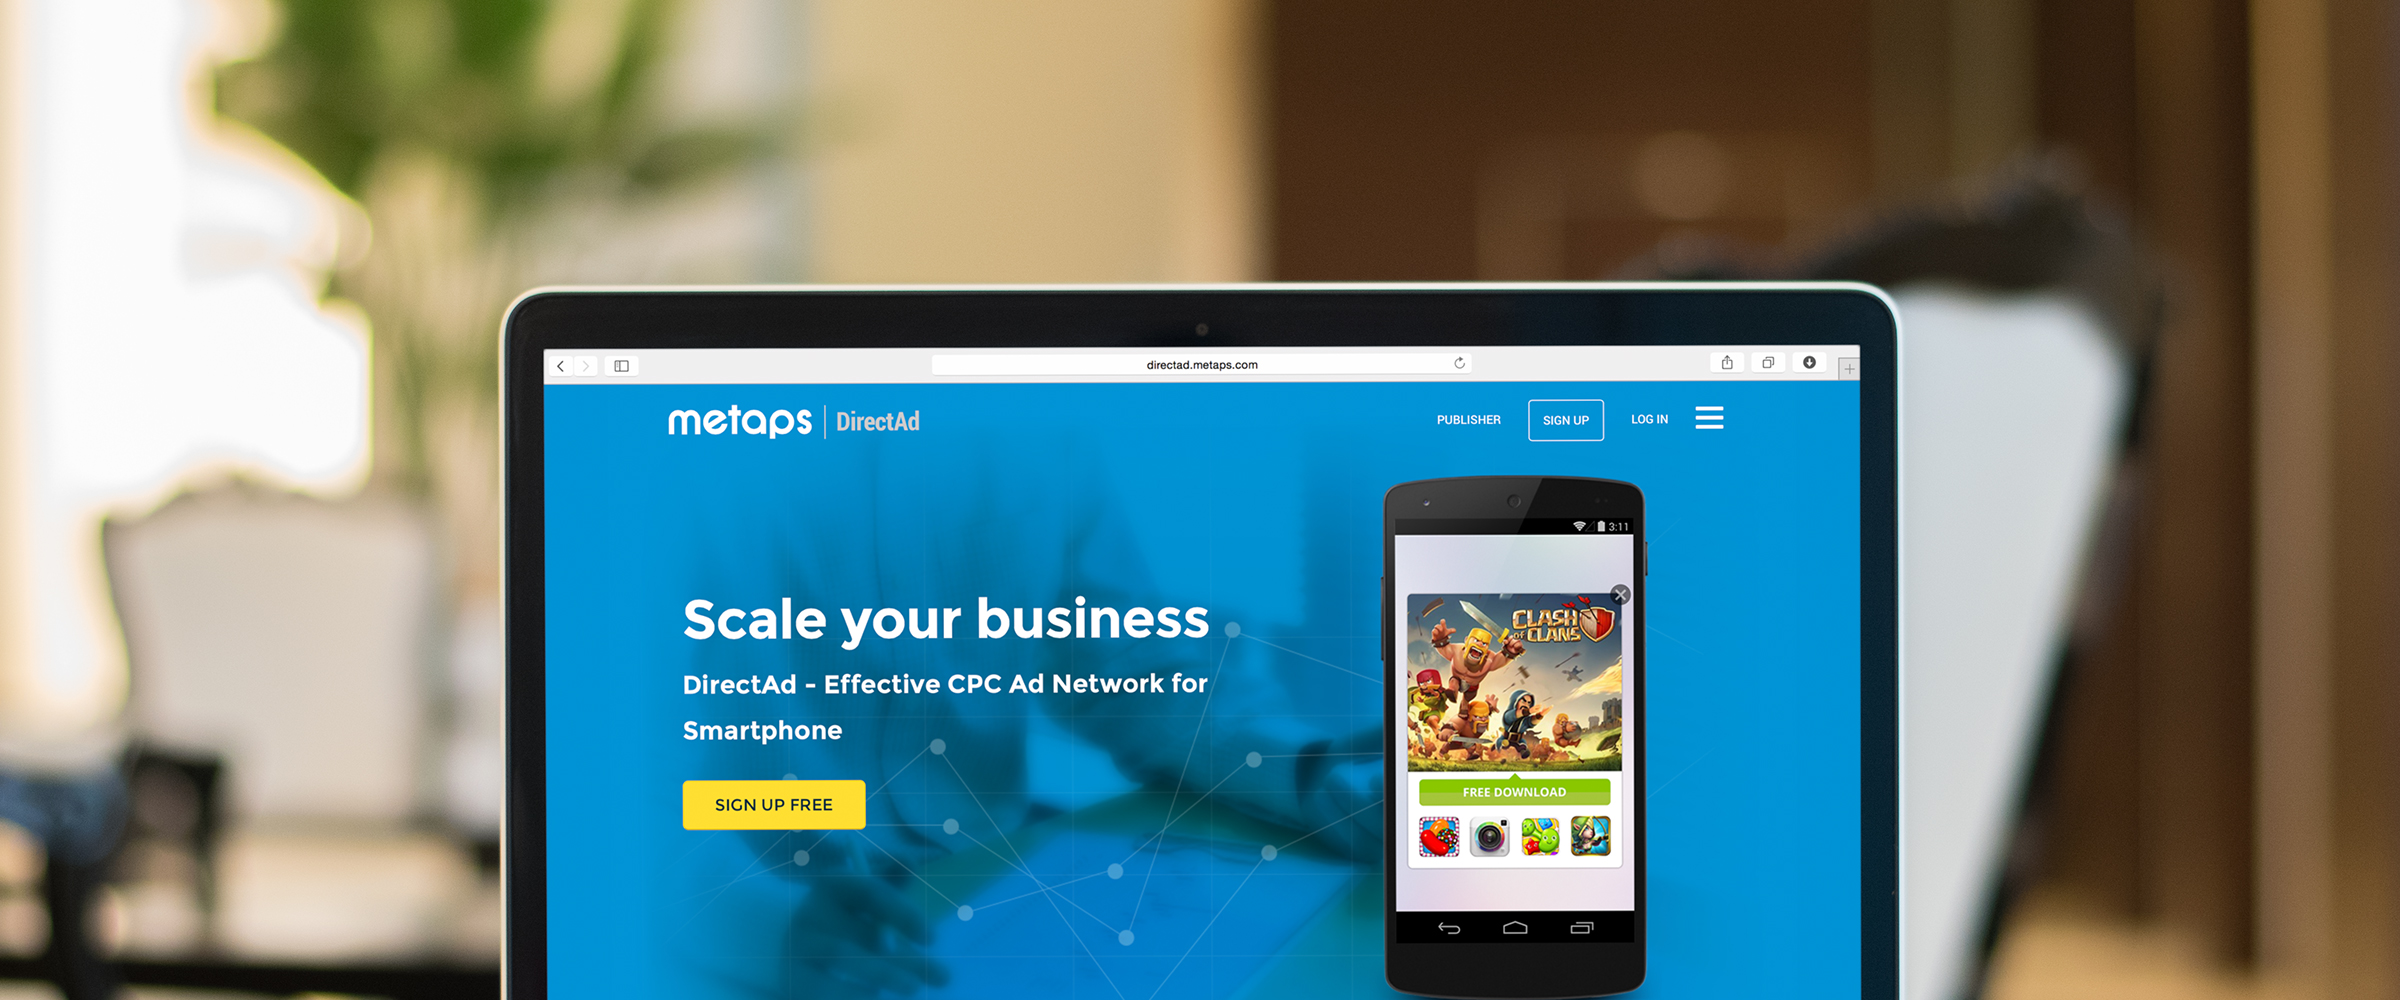 directad.metaps.com
metaps | DirectAd
PUBLISHER
SIGN UP
LOG IN
3:11
CLASH
OF CLANS
Scale your business
DirectAd - Effective CPC Ad Network for
Smartphone
SIGN UP FREE
FREE DOWNLOAD